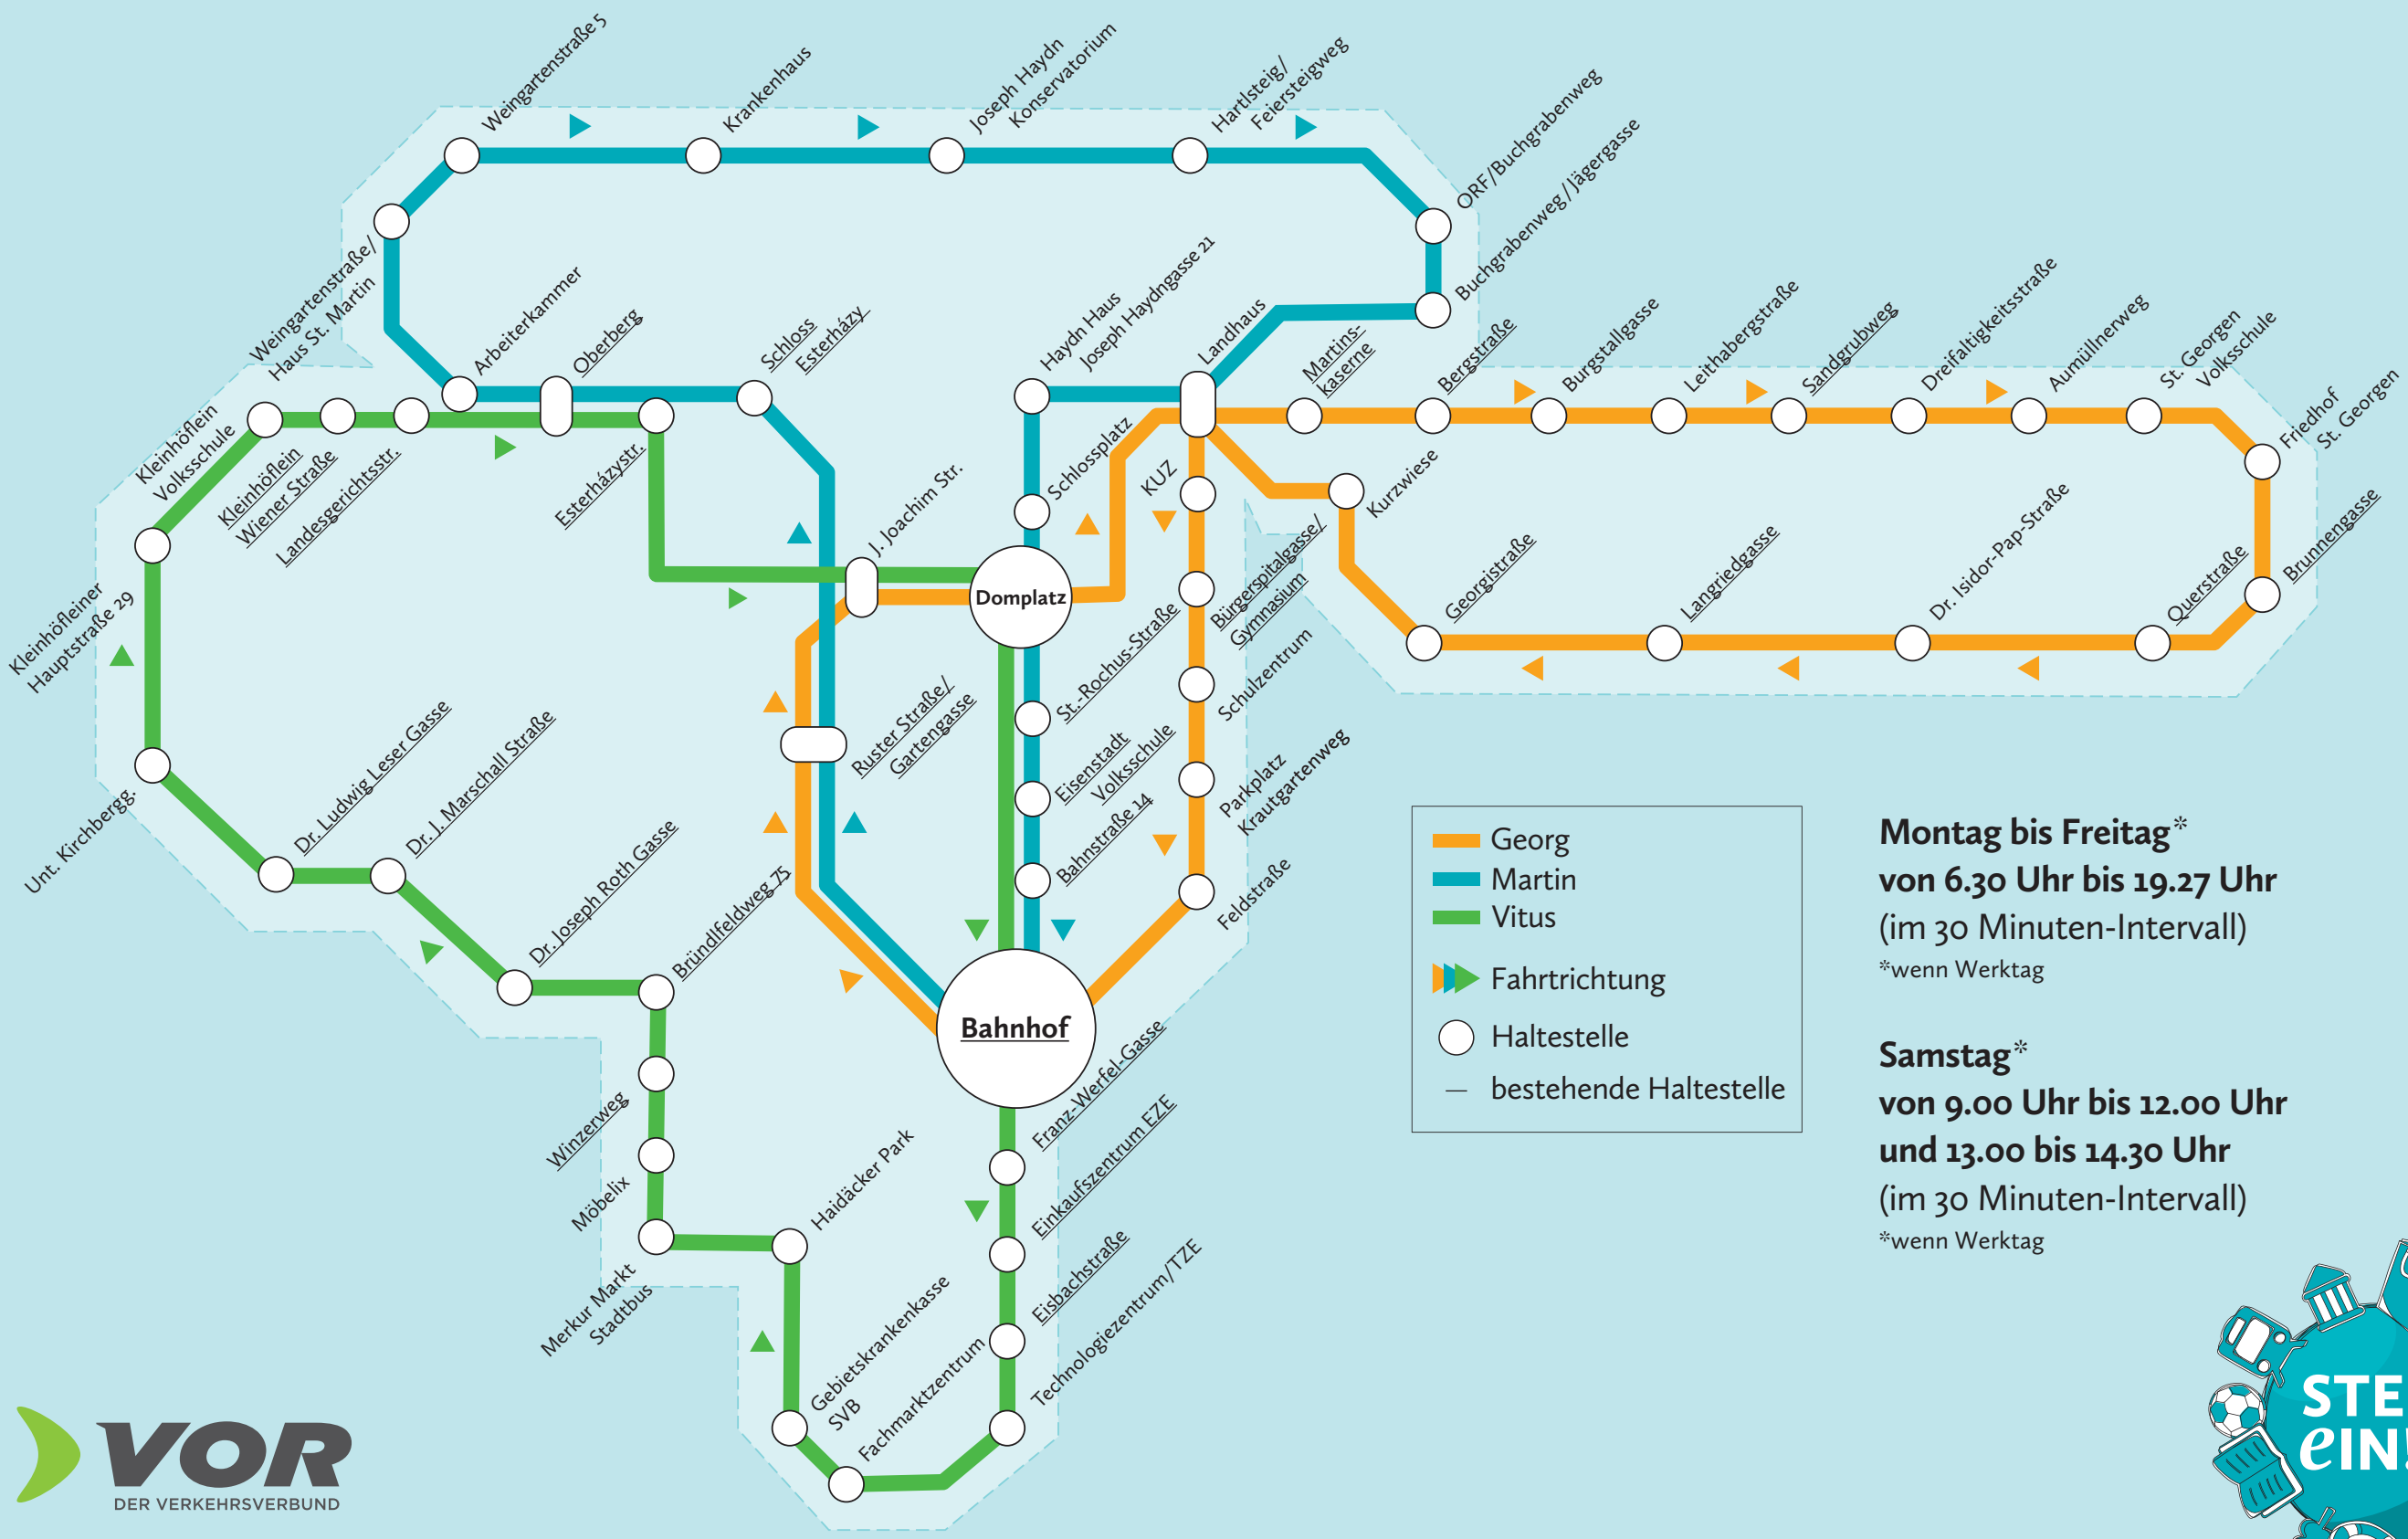 Weingartenstraße 5
Krankenhaus
Joseph Haydn
Konservatorium
Hartlsteig/
Feiersteigweg
ORF/Buchgrabenweg
Buchgrabenweg/Jägergasse
Weingartenstraße/
Haus St. Martin
Arbeiterkammer
Oberberg
Schloss
Esterházy
Haydn Haus
Joseph Haydngasse 21
Landhaus
Martins-
kaserne
Bergstraße
Burgstallgasse
Leithabergstraße
Sandgrubweg
Dreifaltigkeitsstraße
Aumüllnerweg
St. Georgen
Volksschule
Friedhof
St. Georgen
Kleinhöflein
Volksschule
Kleinhöflein
Wiener Straße
Landesgerichtsstr.
Esterházystr.
J. Joachim Str.
Schlossplatz
KUZ
Kurzwiese
Bürgerspitalgasse/
Gymnasium
Georgistraße
Langriedgasse
Dr. Isidor-Pap-Straße
Querstraße
Brunnengasse
Kleinhöfleiner
Hauptstraße 29
Domplatz
St.-Rochus-Straße
Schulzentrum
Ruster Straße/
Gartengasse
Eisenstadt
Volksschule
Parkplatz
Krautgartenweg
Unt. Kirchbergg.
Dr. Ludwig Leser Gasse
Dr. J. Marschall Straße
Dr. Joseph Roth Gasse
Bründlfeldweg 75
Bahnstraße 14
Feldstraße
Bahnhof
Winzerweg
Möbelix
Merkur Markt
Stadtbus
Haidäcker Park
Franz-Werfel-Gasse
Einkaufszentrum EZE
Eisbachstraße
Technologiezentrum/TZE
Gebietskrankenkasse
SVB
Fachmarktzentrum
Georg
Martin
Vitus
Fahrtrichtung
Haltestelle
– bestehende Haltestelle
Montag bis Freitag*
von 6.30 Uhr bis 19.27 Uhr
(im 30 Minuten-Intervall)
*wenn Werktag
Samstag*
von 9.00 Uhr bis 12.00 Uhr
und 13.00 bis 14.30 Uhr
(im 30 Minuten-Intervall)
*wenn Werktag
VOR
DER VERKEHRSVERBUND
STE
eIN!